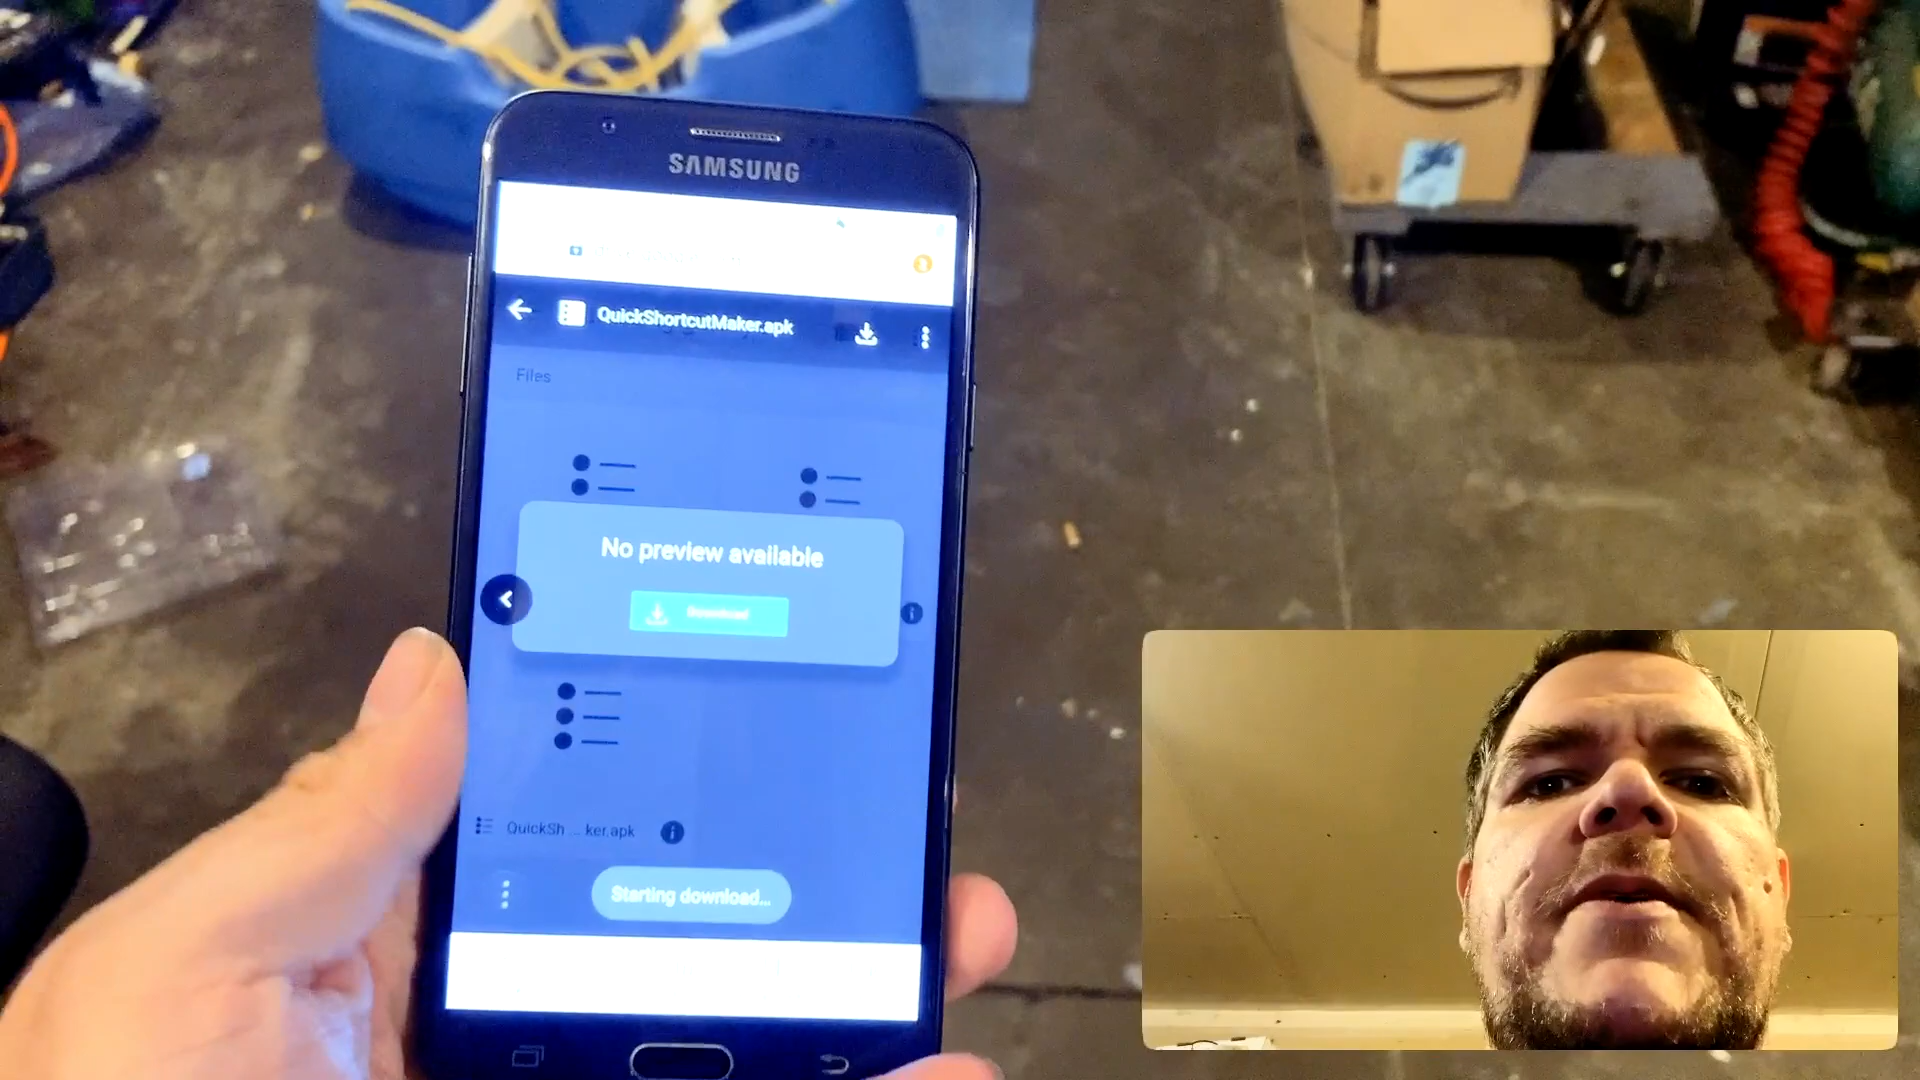 SAMSUNG
QuickShortcutMaker.apk
Files
No preview available
Download
QuickSh ... ker.apk
Starting download...